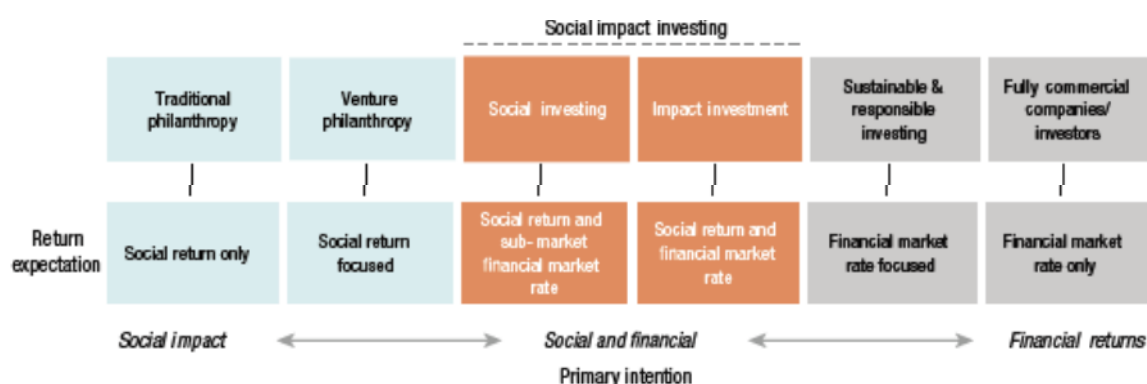 Social impact investing
Traditional
philanthropy
Venture
philanthropy
Social investing
Impact investment
Sustainable &
responsible
investing
Fully commercial
companies/
investors
Return
expectation
Social return only
Social return
focused
Social return and
sub- market
financial market
rate
Social return and
financial market
rate
Financial market
rate focused
Financial market
rate only
Social impact
Social and financial
Financial returns
Primary intention